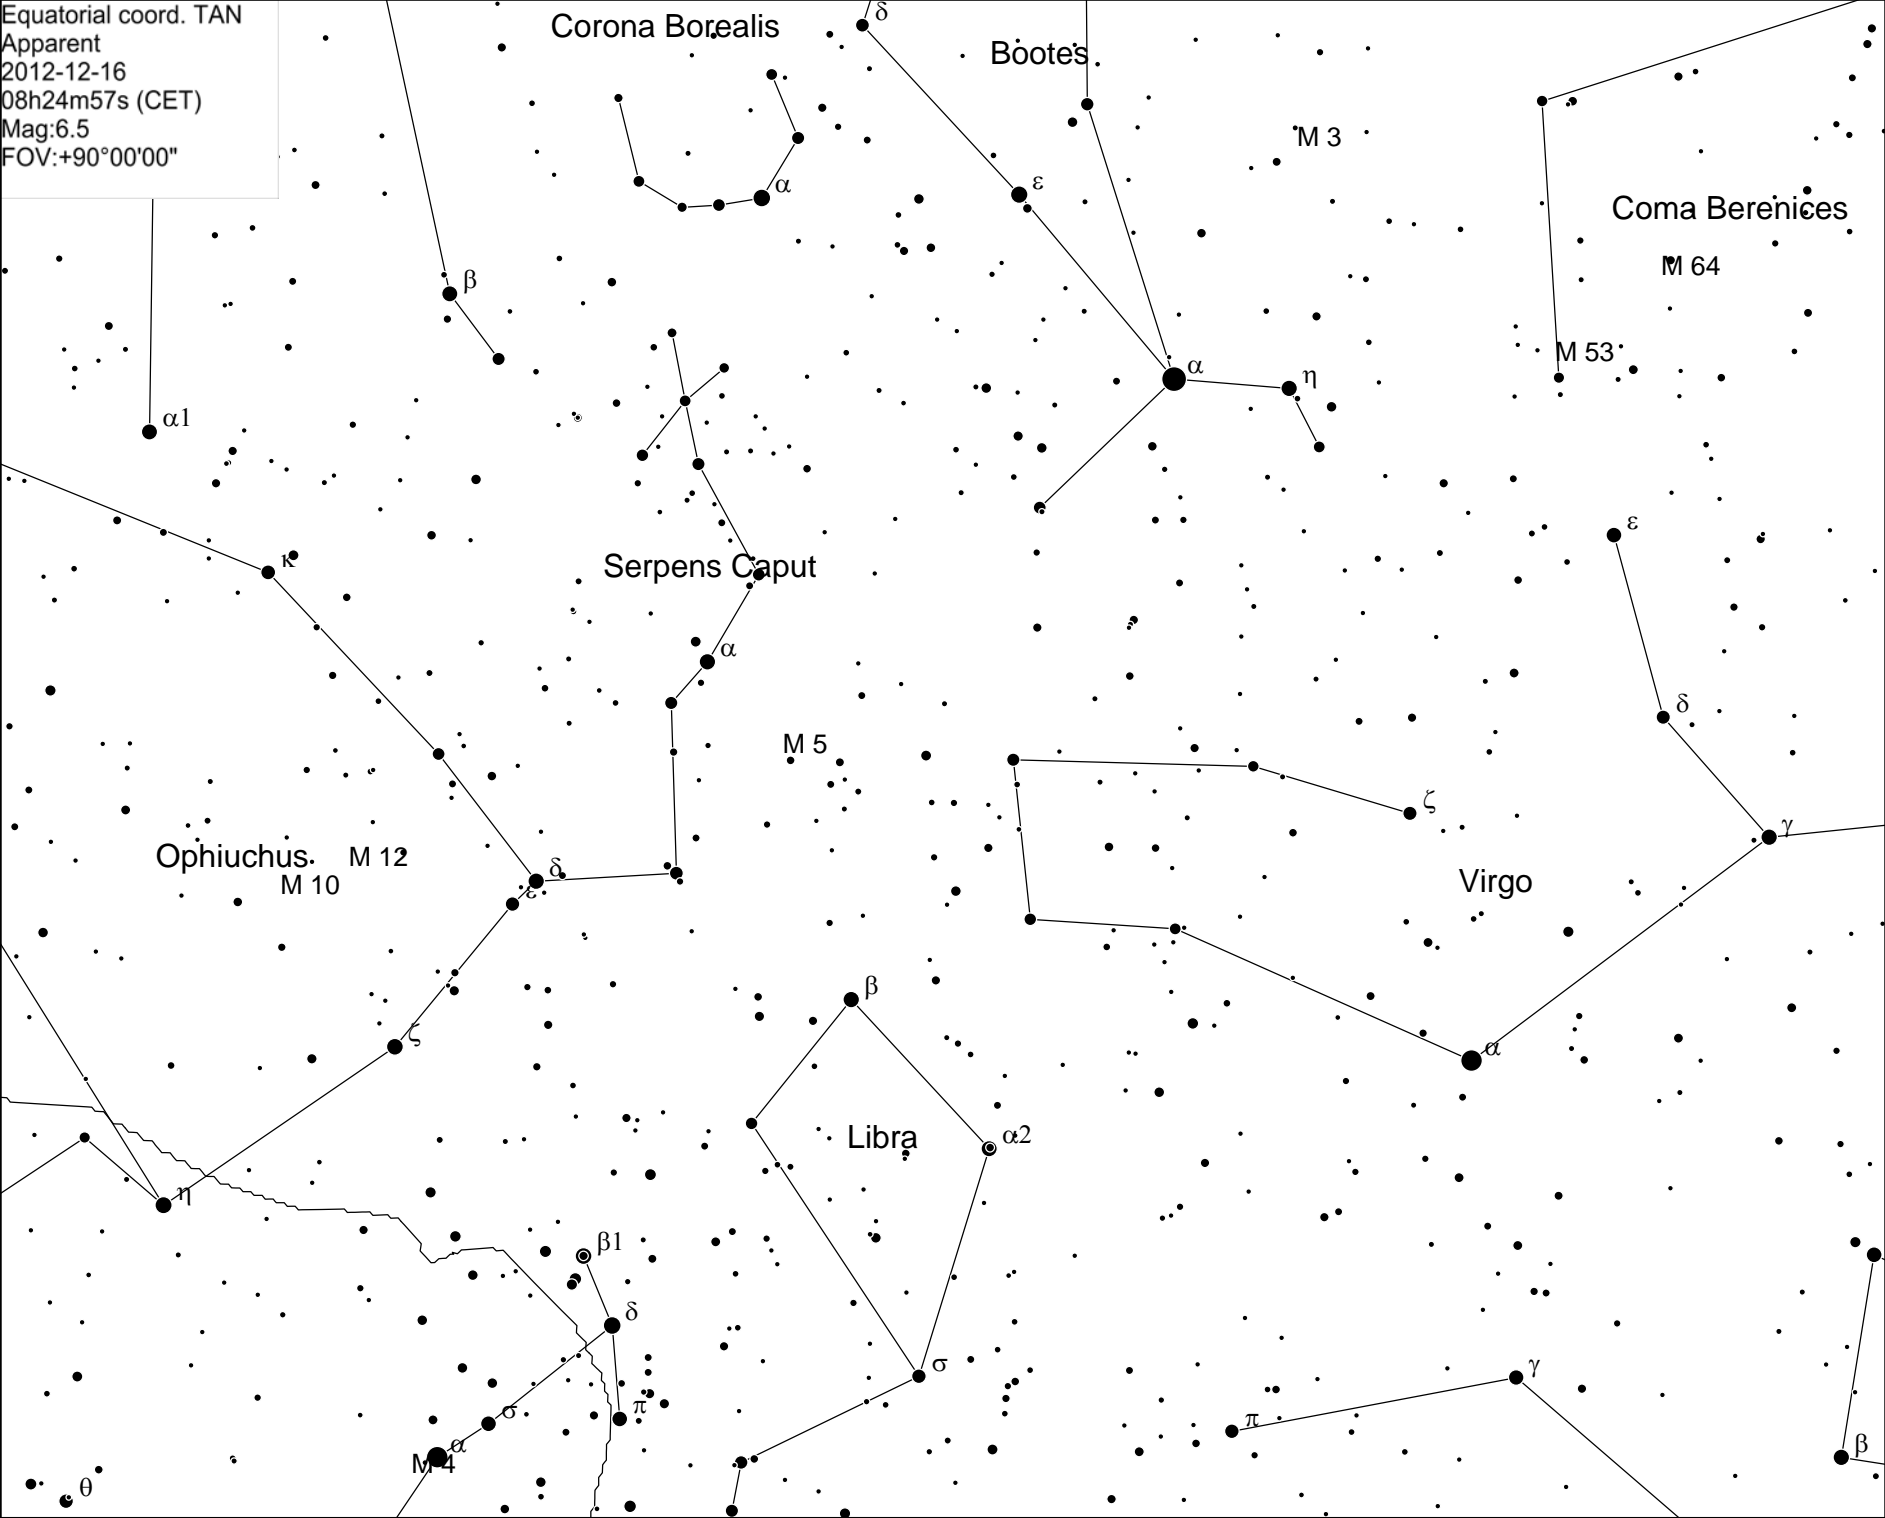 Equatorial coord. TAN
Apparent
2012-12-16
08h24m57s (CET)
Mag:6.5
FOV:+90°00'00"
Corona Borealis
δ
Bootes
M 3
α
ε
Coma Berenices
M 64
β
M 53
α
η
α1
ε
κ
Serpens Caput
α
δ
M 5
ζ
γ
Ophiuchus
M 12
M 10
δ
ε
Virgo
β
ζ
α
Libra
α2
η
β1
δ
σ
γ
π
σ
π
α
M 4
β
θ